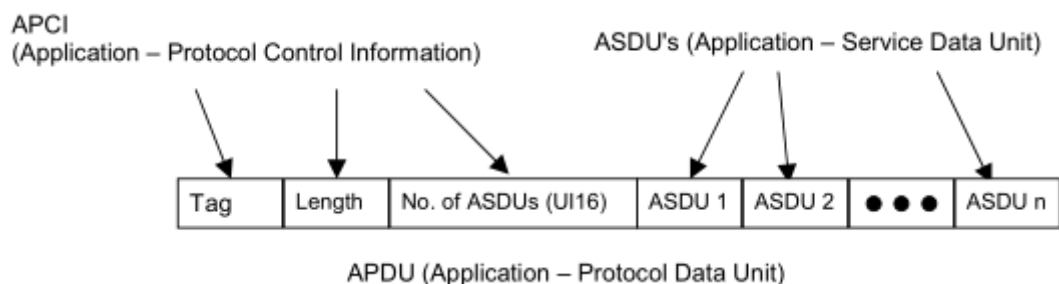 APCI
(Application – Protocol Control Information)
ASDU's (Application – Service Data Unit)
Tag Length No. of ASDUs (UI16) ASDU 1 ASDU 2 ●●● ASDU n
APDU (Application – Protocol Data Unit)